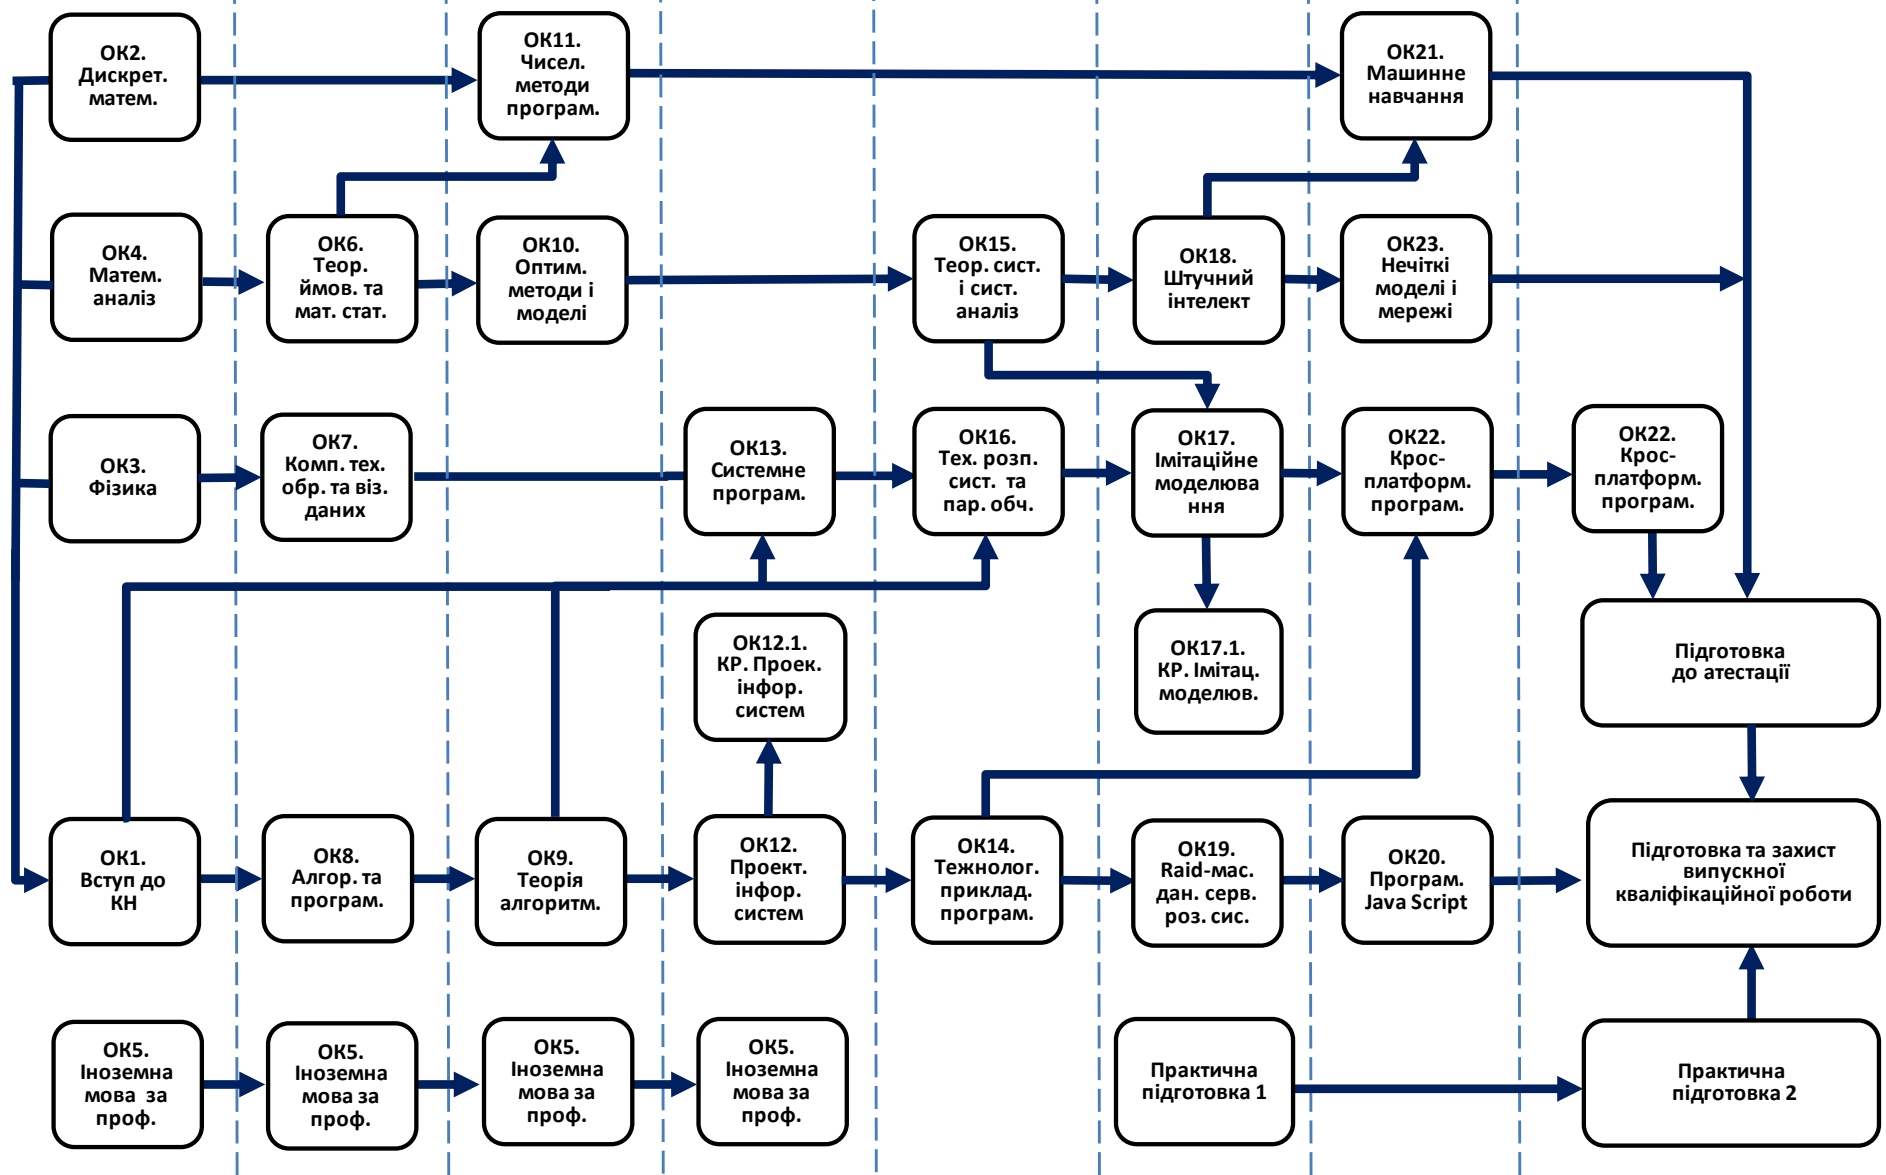 ОК2.
Дискрет.
матем.
ОК11.
Чисел.
методи
програм.
ОК21.
Машинне
навчання
ОК4.
Матем.
аналіз
ОК6.
Теор.
ймов. та
мат. стат.
ОК10.
Оптим.
методи і
моделі
ОК15.
Теор. сист.
і сист.
аналіз
ОК18.
Штучний
інтелект
ОК23.
Нечіткі
моделі і
мережі
ОК3.
Фізика
ОК7.
Комп. тех.
обр. та віз.
даних
ОК13.
Системне
програм.
ОК16.
Тех. розп.
сист. та
пар. обч.
ОК17.
Імітаційне
моделюва
ння
ОК22.
Крос-
платформ.
програм.
ОК22.
Крос-
платформ.
програм.
ОК12.1.
КР. Проек.
інфор.
систем
ОК17.1.
КР. Імітац.
моделюв.
Підготовка
до атестації
ОК1.
Вступ до
КН
ОК8.
Алгор. та
програм.
ОК9.
Теорія
алгоритм.
ОК12.
Проект.
інфор.
систем
ОК14.
Тежнолог.
приклад.
програм.
ОК19.
Raid-мас.
дан. серв.
роз. сис.
ОК20.
Програм.
Java Script
Підготовка та захист
випускної
кваліфікаційної роботи
ОК5.
Іноземна
мова за
проф.
ОК5.
Іноземна
мова за
проф.
ОК5.
Іноземна
мова за
проф.
ОК5.
Іноземна
мова за
проф.
Практична
підготовка 1
Практична
підготовка 2